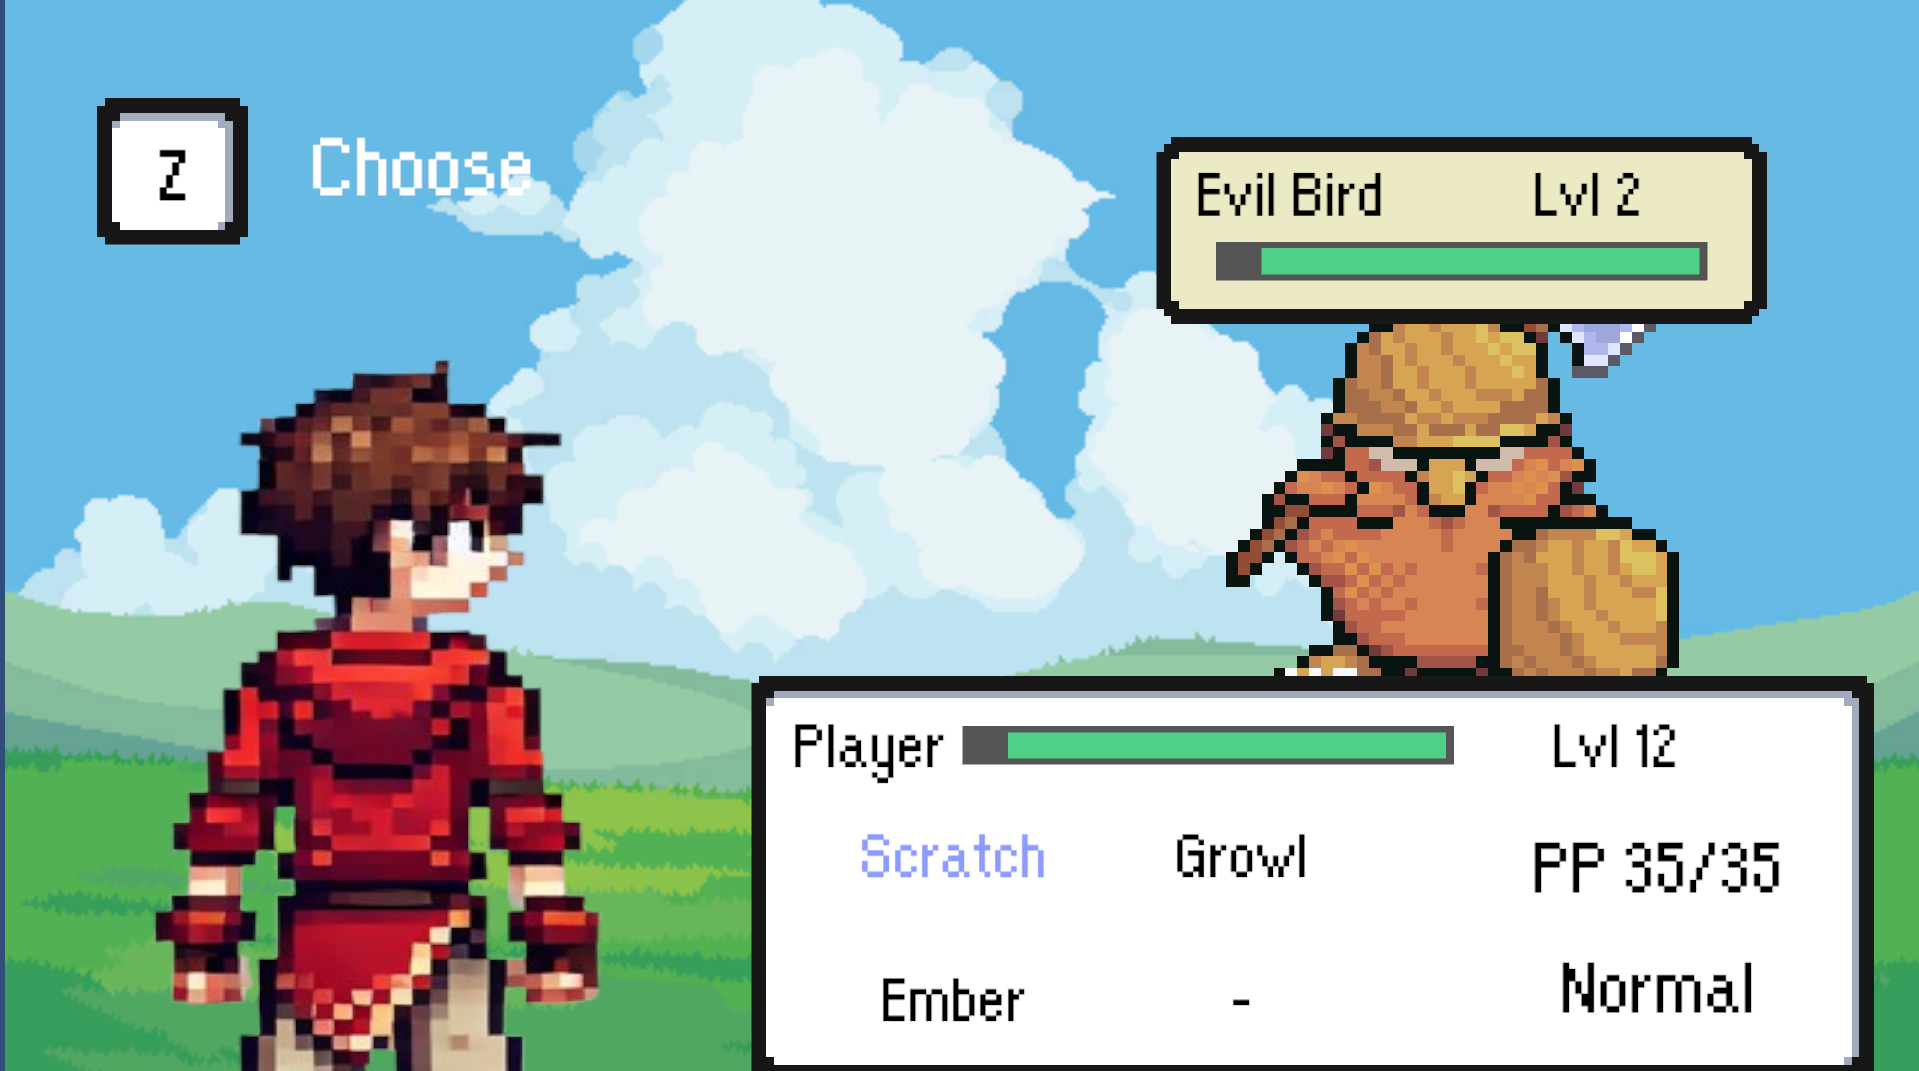 Z Choose
Evil Bird Lvl 2
Player Lvl 12
Scratch Growl PP 35/35
Ember - Normal